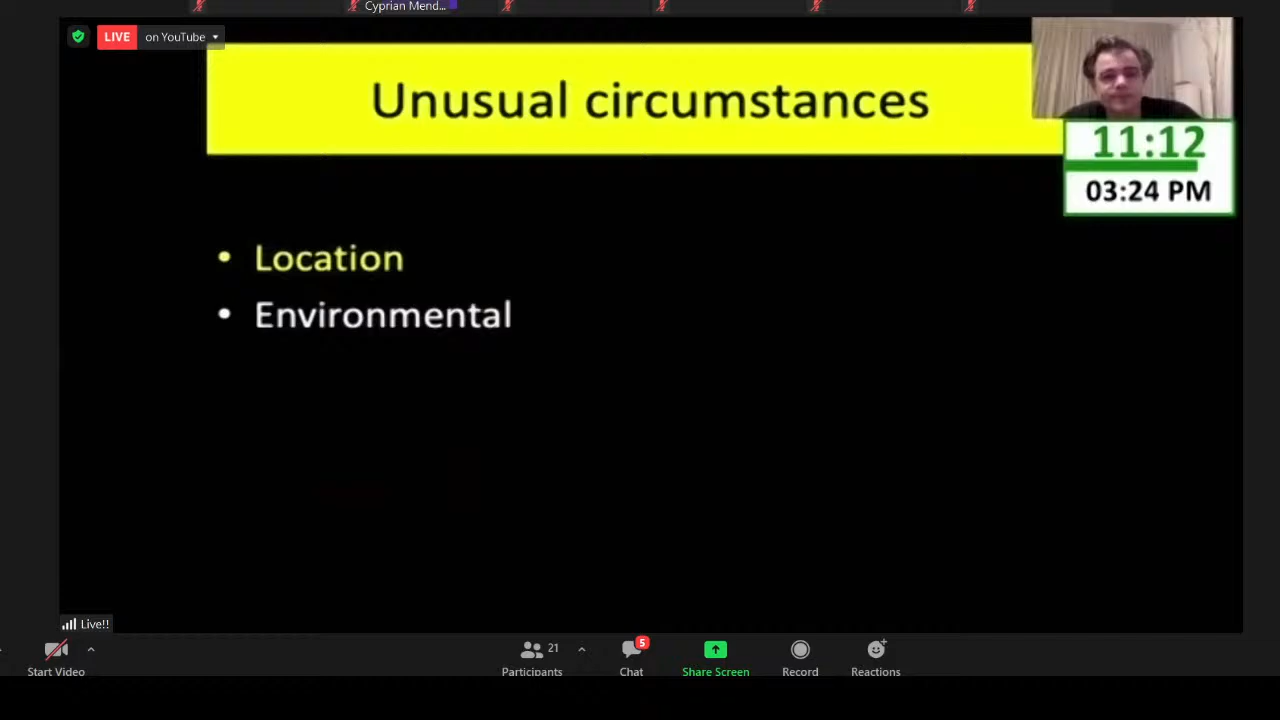 Cyprian Mend...
LIVE on YouTube
Unusual circumstances
11:12
03:24 PM
• Location
• Environmental
Live!!
Start Video
21
Participants
5
Chat
Share Screen
Record
Reactions